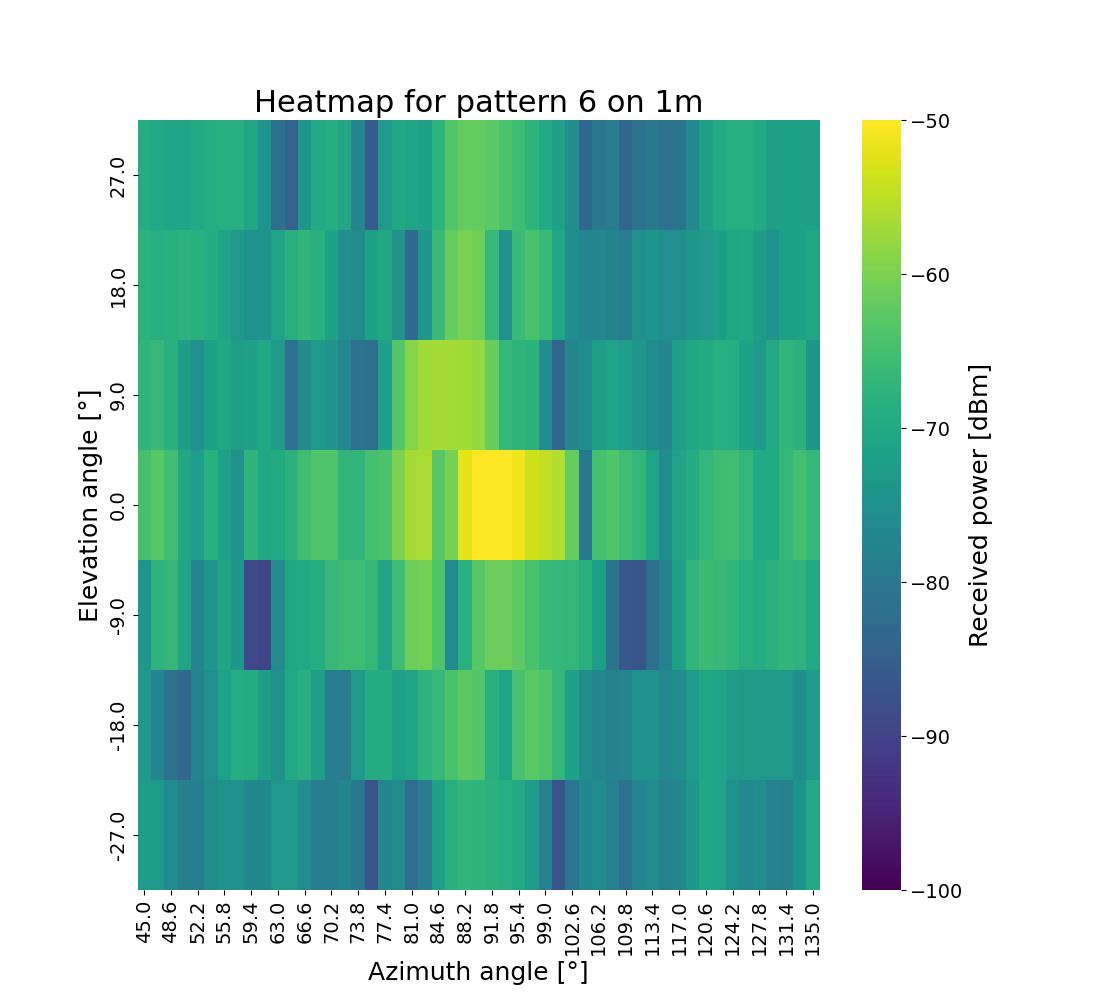 Heatmap for pattern 6 on 1m
Elevation angle [°]
27.0
18.0
9.0
0.0
-9.0
-18.0
-27.0
45.0 48.6 52.2 55.8 59.4 63.0 66.6 70.2 73.8 77.4 81.0 84.6 88.2 91.8 95.4 99.0 102.6 106.2 109.8 113.4 117.0 120.6 124.2 127.8 131.4 135.0
Azimuth angle [°]
−50
−60
−70
−80
−90
−100
Received power [dBm]